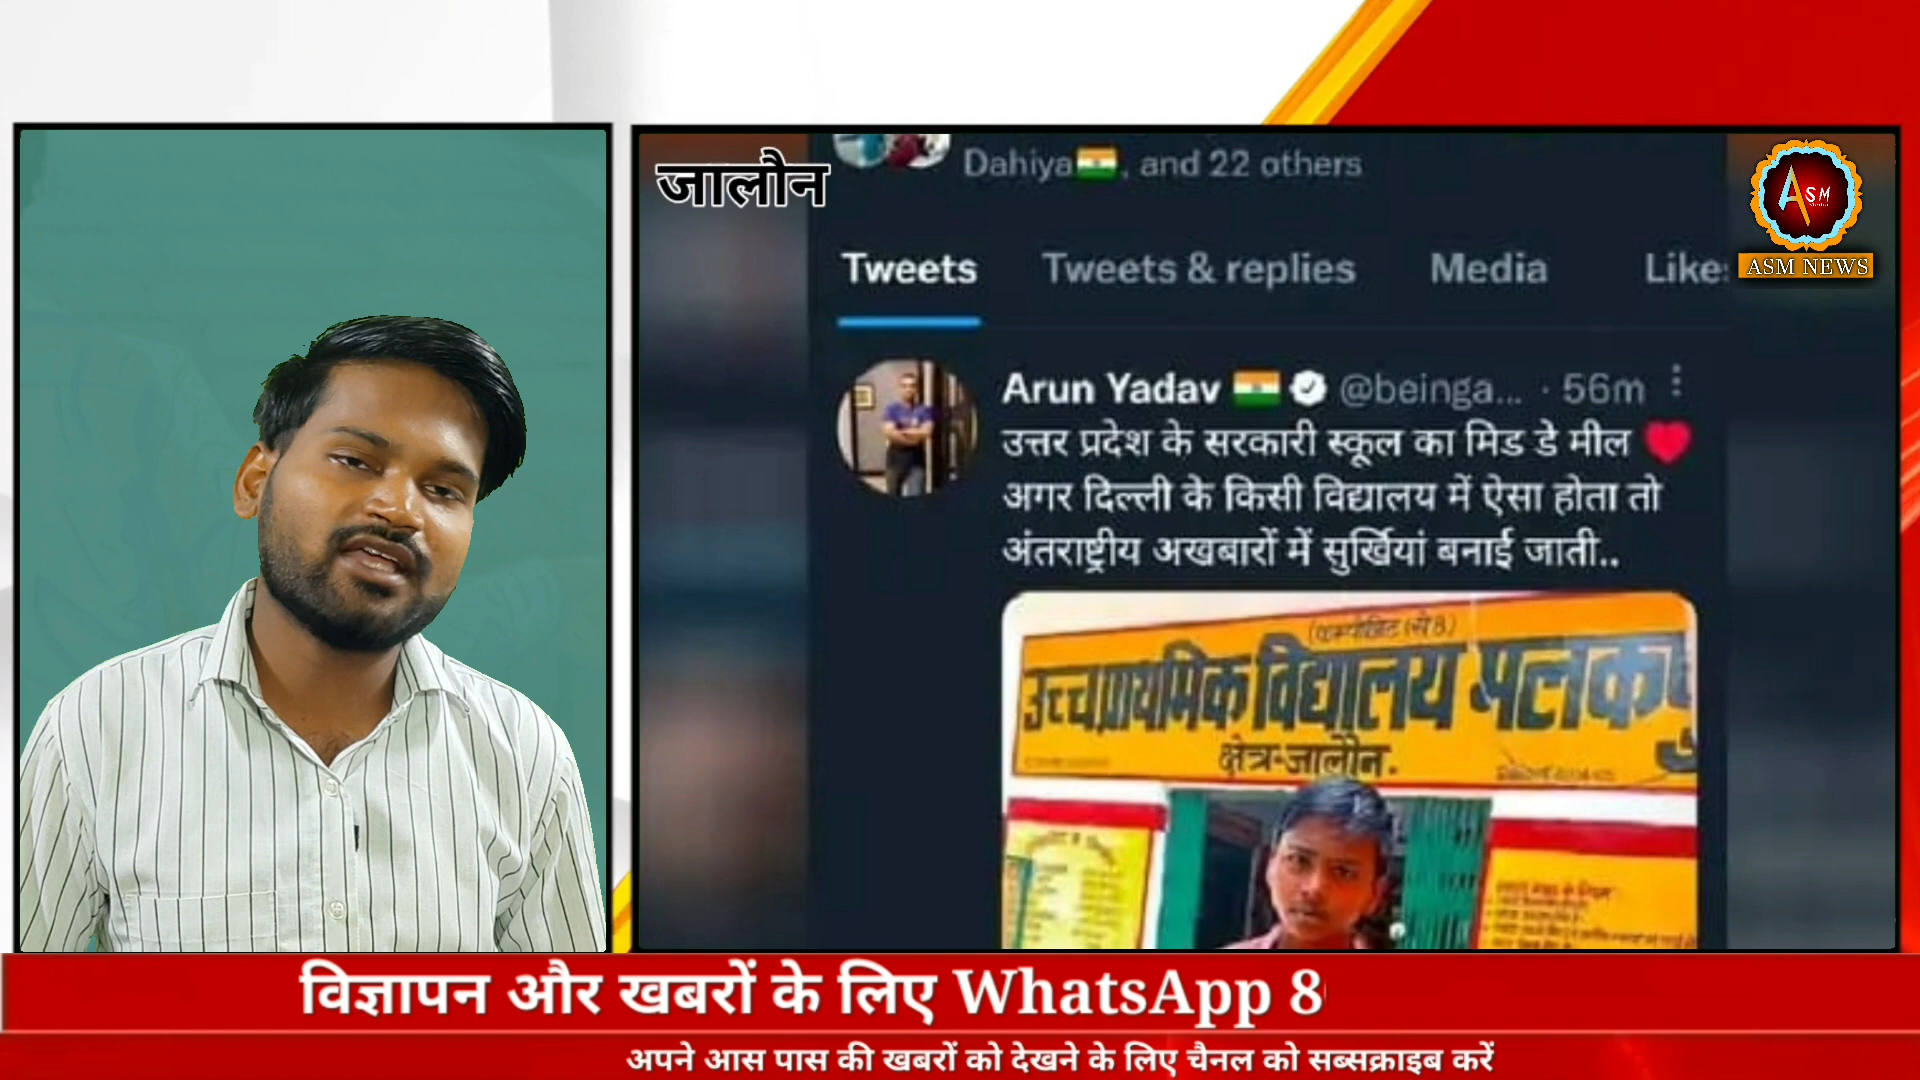 जालौन
Dahiya🇮🇳, and 22 others
ASM
ASM NEWS
Tweets Tweets & replies Media Like
Arun Yadav 🇮🇳 @beinga... · 56m
उत्तर प्रदेश के सरकारी स्कूल का मिड डे मील ❤️
अगर दिल्ली के किसी विद्यालय में ऐसा होता तो
अंतराष्ट्रीय अखबारों में सुर्खियां बनाई जाती..
उच्च प्राथमिक विद्यालय मलकपु
क्षेत्र-जालौन.
विज्ञापन और खबरों के लिए WhatsApp 8
अपने आस पास की खबरों को देखने के लिए चैनल को सब्सक्राइब करें